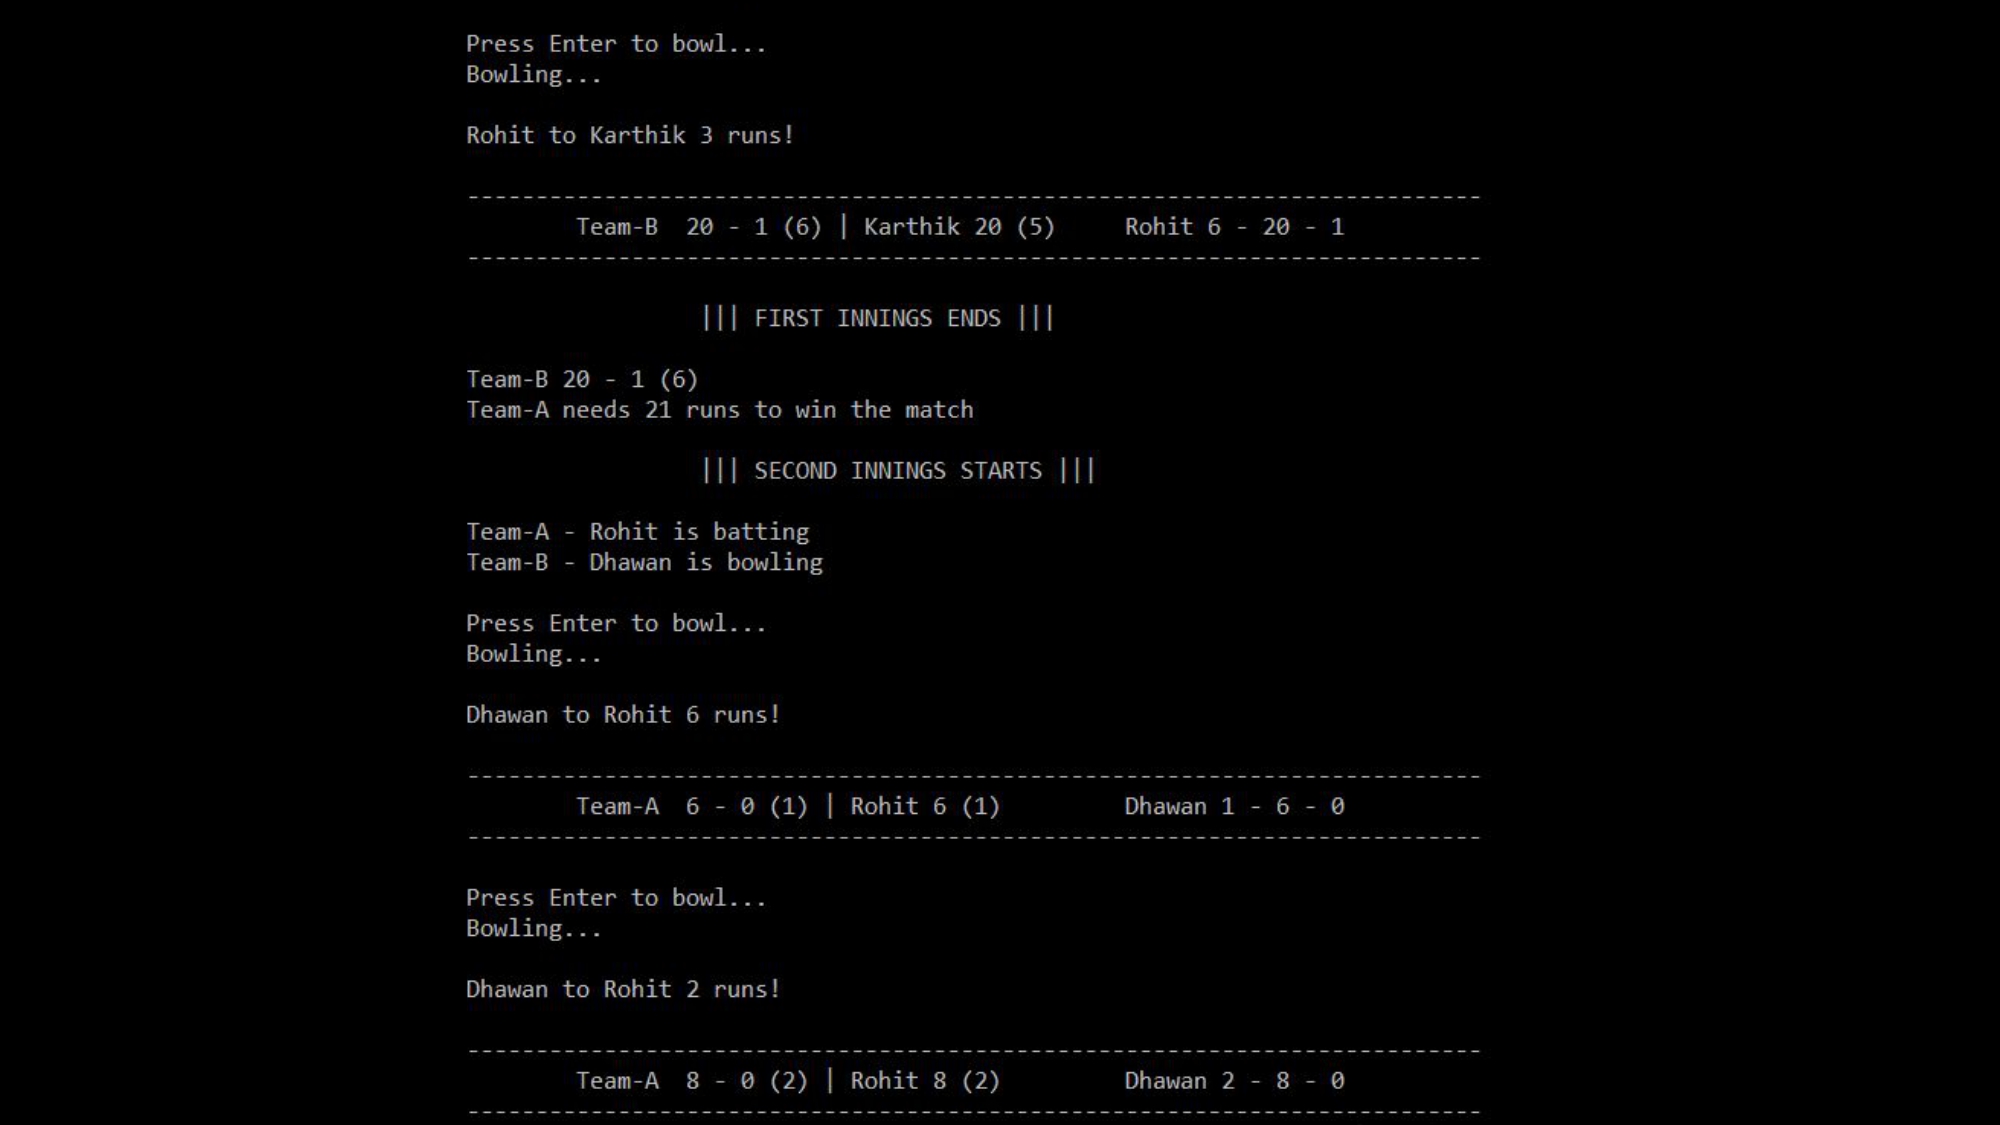 Press Enter to bowl...
Bowling...
Rohit to Karthik 3 runs!
--------------------------------------------------------------------------
Team-B  20 - 1 (6) | Karthik 20 (5)     Rohit 6 - 20 - 1
--------------------------------------------------------------------------
||| FIRST INNINGS ENDS |||
Team-B 20 - 1 (6)
Team-A needs 21 runs to win the match
||| SECOND INNINGS STARTS |||
Team-A - Rohit is batting
Team-B - Dhawan is bowling
Press Enter to bowl...
Bowling...
Dhawan to Rohit 6 runs!
--------------------------------------------------------------------------
Team-A  6 - 0 (1) | Rohit 6 (1)         Dhawan 1 - 6 - 0
--------------------------------------------------------------------------
Press Enter to bowl...
Bowling...
Dhawan to Rohit 2 runs!
--------------------------------------------------------------------------
Team-A  8 - 0 (2) | Rohit 8 (2)         Dhawan 2 - 8 - 0
--------------------------------------------------------------------------